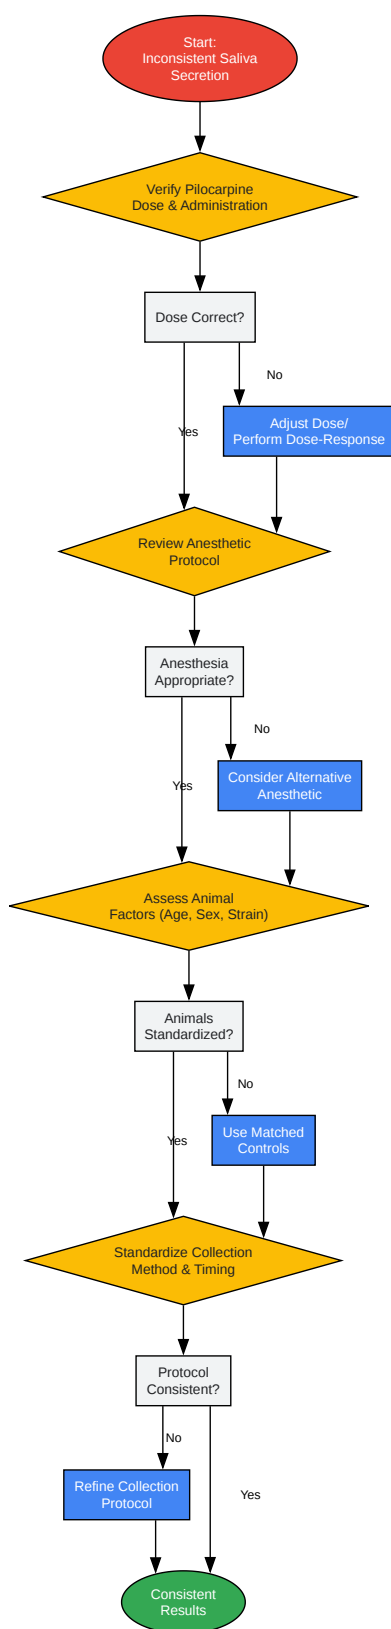 Start:
Inconsistent Saliva
Secretion
Verify Pilocarpine
Dose & Administration
Dose Correct?
No
Yes
Adjust Dose/
Perform Dose-Response
Review Anesthetic
Protocol
Anesthesia
Appropriate?
No
Yes
Consider Alternative
Anesthetic
Assess Animal
Factors (Age, Sex, Strain)
Animals
Standardized?
No
Yes
Use Matched
Controls
Standardize Collection
Method & Timing
Protocol
Consistent?
No
Yes
Refine Collection
Protocol
Consistent
Results